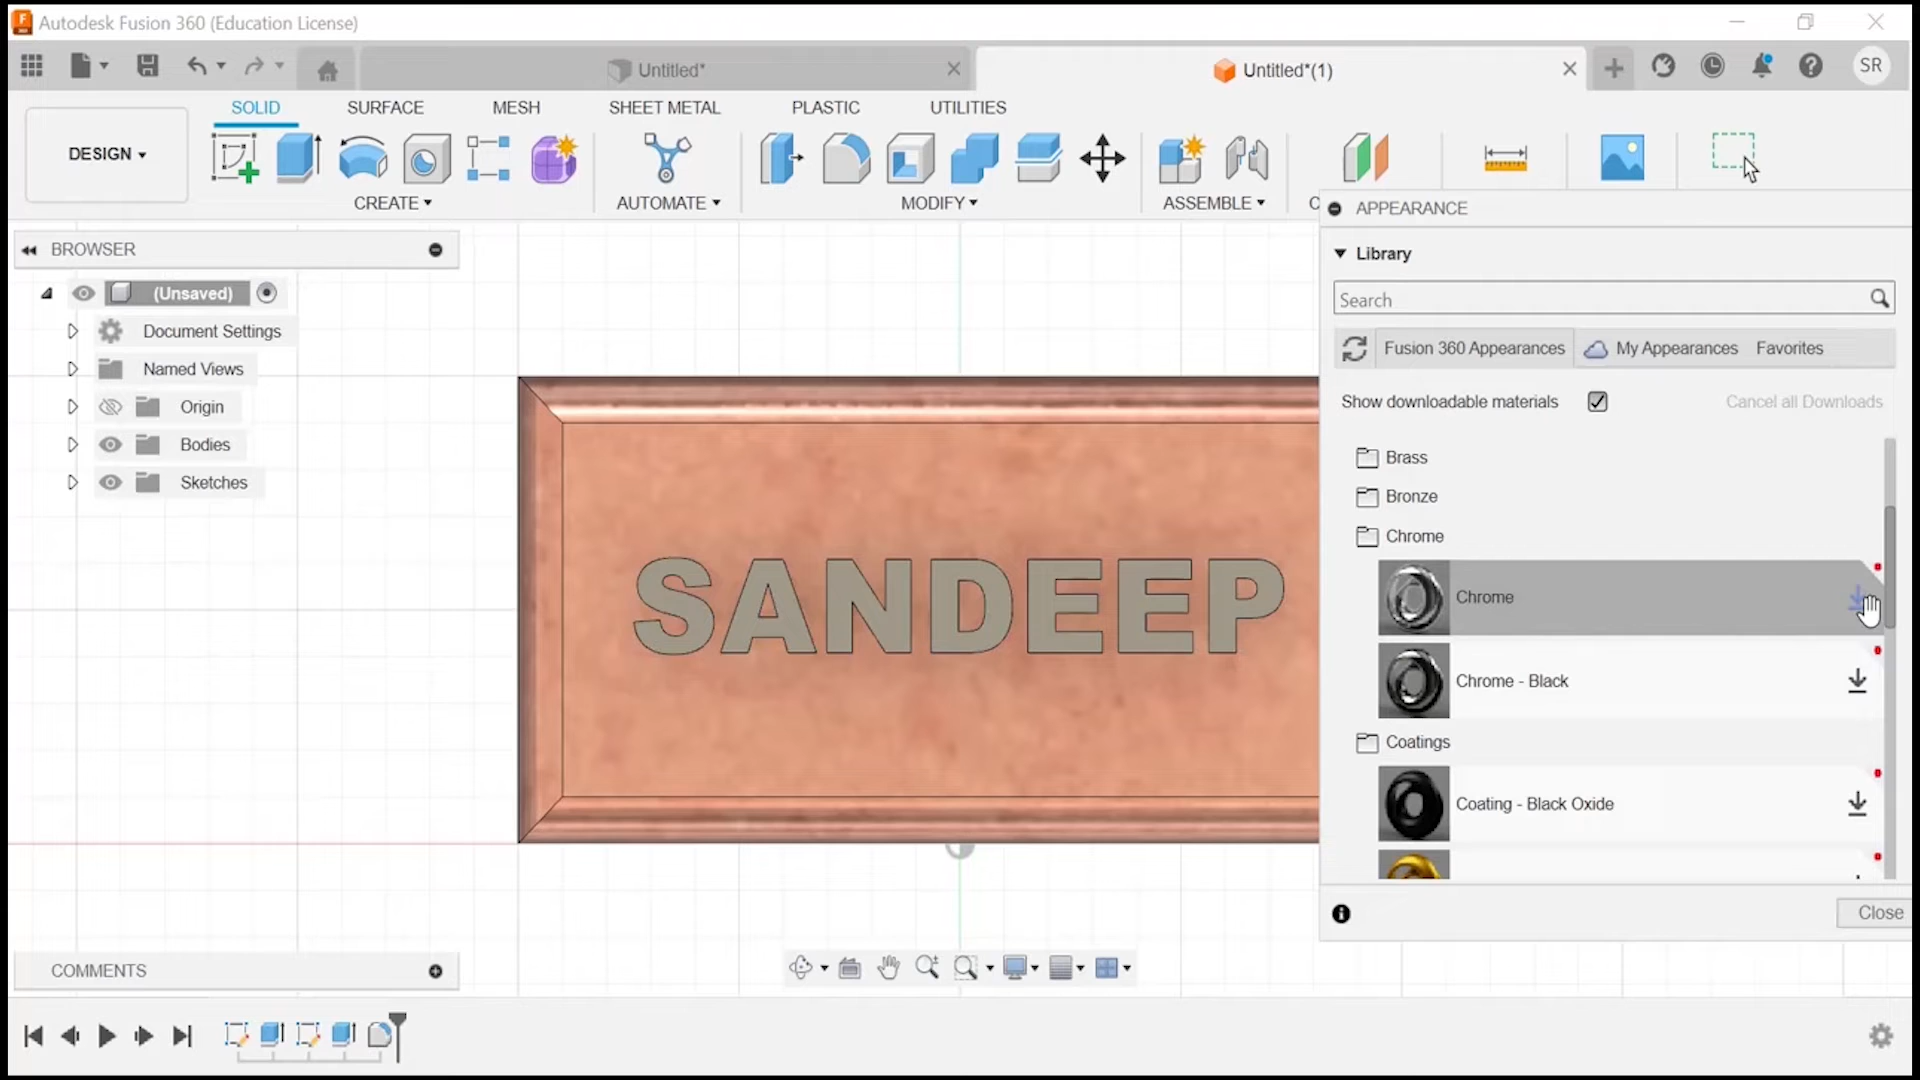 Autodesk Fusion 360 (Education License)
Untitled*
Untitled*(1)
SR
DESIGN
SOLID
SURFACE
MESH
SHEET METAL
PLASTIC
UTILITIES
CREATE
AUTOMATE
MODIFY
ASSEMBLE
C
APPEARANCE
Library
Search
Fusion 360 Appearances
My Appearances
Favorites
Show downloadable materials
Cancel all Downloads
Brass
Bronze
Chrome
Chrome
Chrome - Black
Coatings
Coating - Black Oxide
Close
BROWSER
(Unsaved)
Document Settings
Named Views
Origin
Bodies
Sketches
SANDEEP
COMMENTS